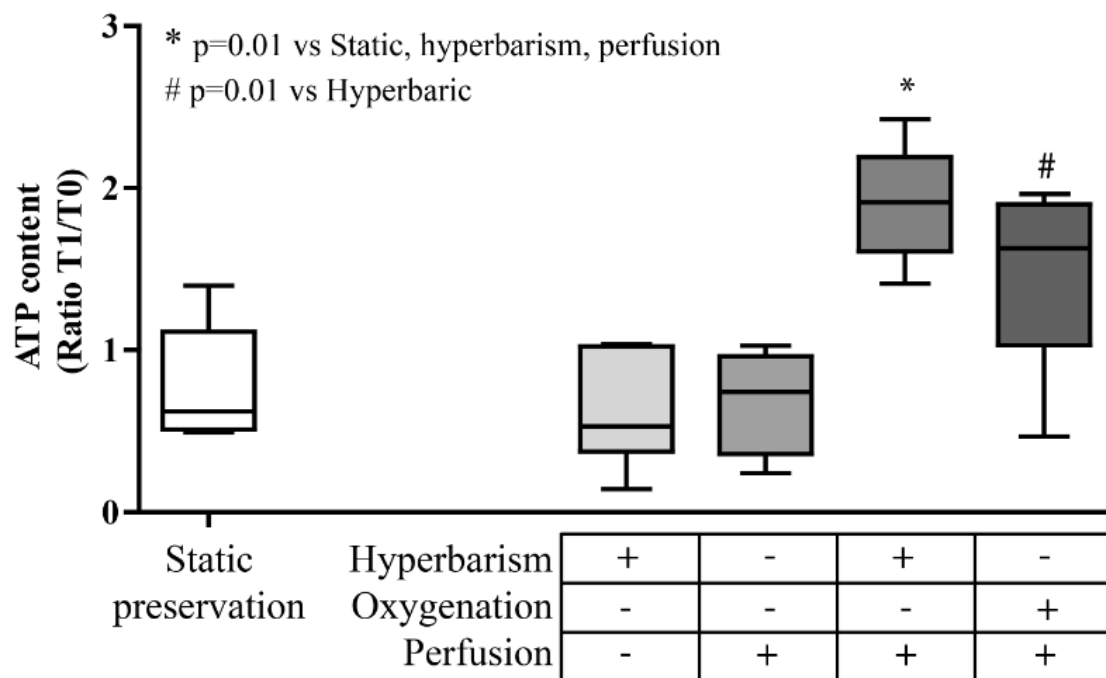 3
* p=0.01 vs Static, hyperbarism, perfusion
# p=0.01 vs Hyperbaric
*
2
#
ATP content
(Ratio T1/T0)
1
0
Static
preservation
Hyperbarism + - + -
Oxygenation - - - +
Perfusion - + + +